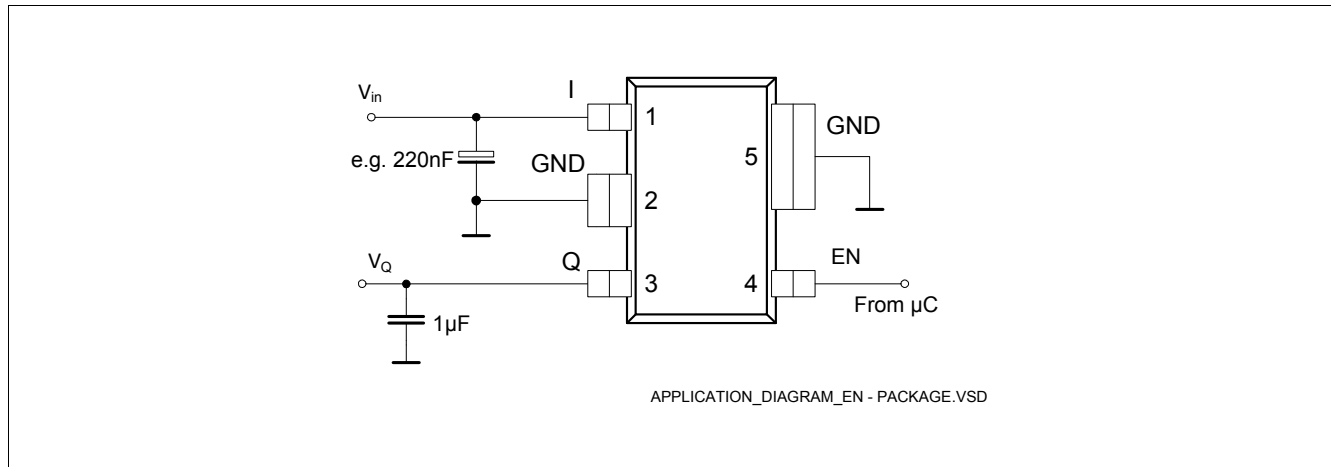 I
V_in
1
GND
e.g. 220nF
GND
5
2
EN
V_Q
Q
3
4
From µC
1µF
APPLICATION_DIAGRAM_EN - PACKAGE.VSD